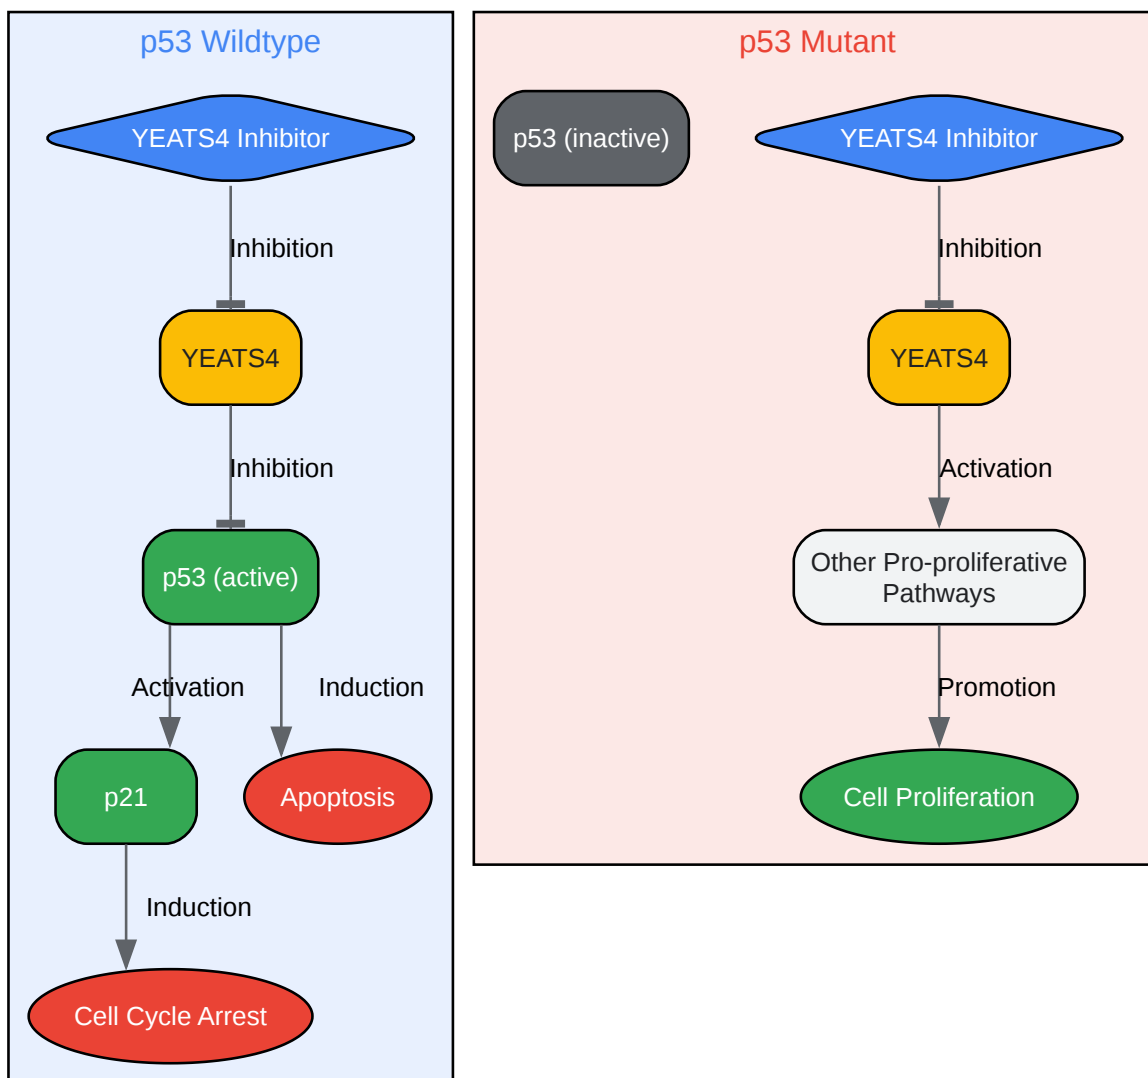 p53 Wildtype
YEATS4 Inhibitor
Inhibition
YEATS4
Inhibition
p53 (active)
Activation
Induction
p21
Apoptosis
Induction
Cell Cycle Arrest
p53 Mutant
p53 (inactive)
YEATS4 Inhibitor
Inhibition
YEATS4
Activation
Other Pro-proliferative
Pathways
Promotion
Cell Proliferation